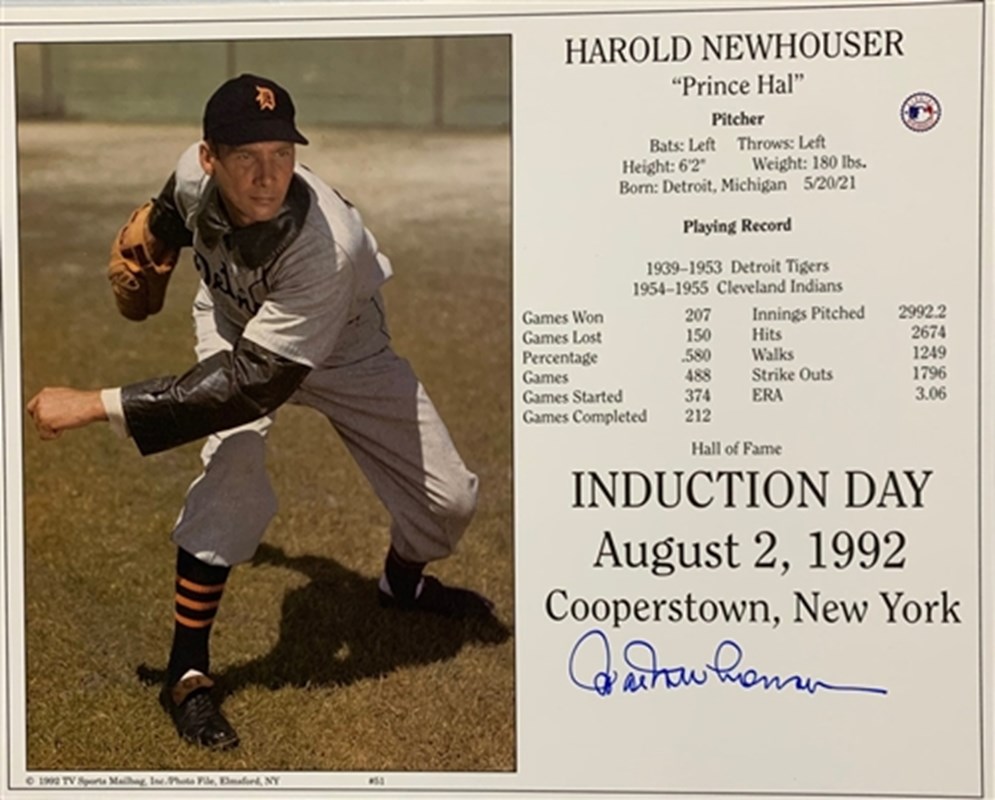 HAROLD NEWHOUSER
“Prince Hal”
Pitcher
Bats: Left Throws: Left
Height: 6'2" Weight: 180 lbs.
Born: Detroit, Michigan 5/20/21
Playing Record
1939–1953 Detroit Tigers
1954–1955 Cleveland Indians
Games Won 207 Innings Pitched 2992.2
Games Lost 150 Hits 2674
Percentage .580 Walks 1249
Games 488 Strike Outs 1796
Games Started 374 ERA 3.06
Games Completed 212
Hall of Fame
INDUCTION DAY
August 2, 1992
Cooperstown, New York
D
Detroit
© 1992 TV Sports Mailbag, Inc./Photo File, Elmsford, NY #51